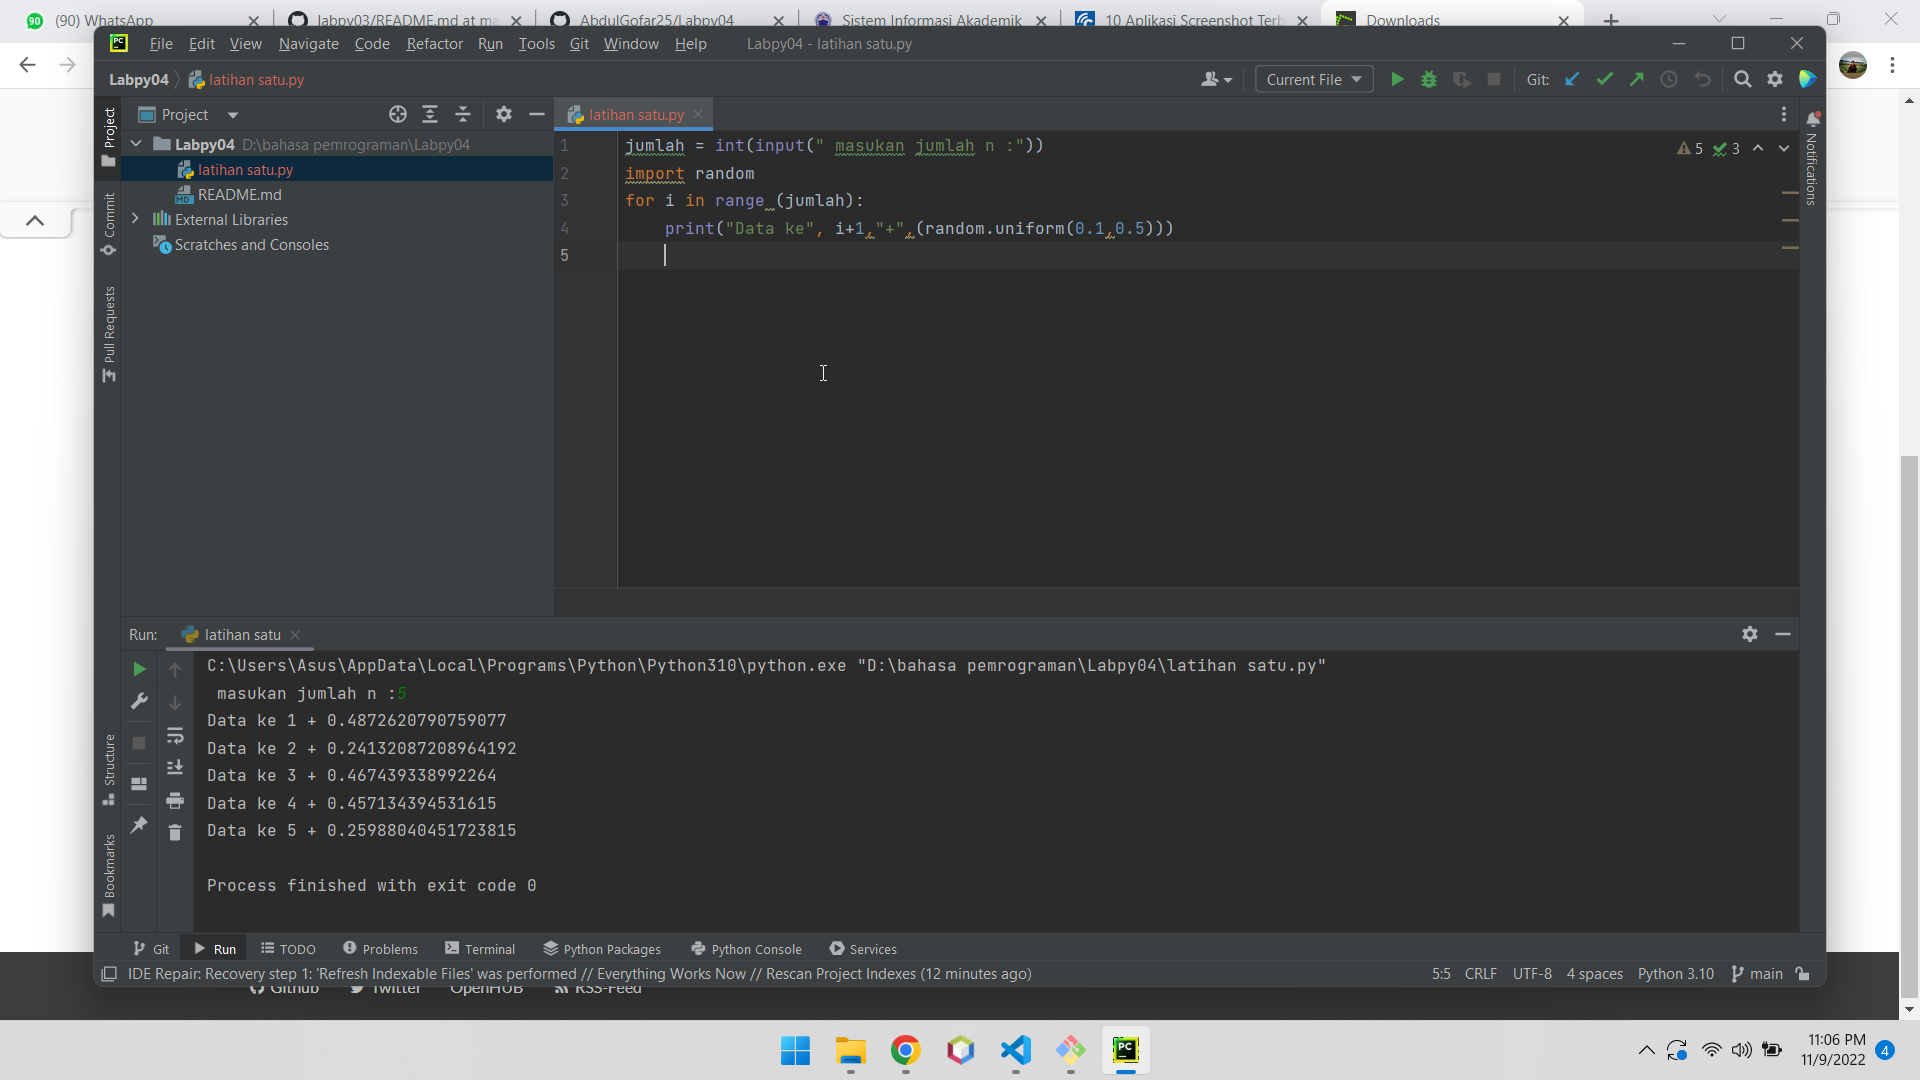 (90) WhatsApp
labpy03/README.md at ma
AbdulGofar25/Labpy04
Sistem Informasi Akademik
10 Aplikasi Screenshot Terb
Downloads
File Edit View Navigate Code Refactor Run Tools Git Window Help Labpy04 - latihan satu.py
Labpy04 latihan satu.py
Current File
Git:
Project
latihan satu.py
Labpy04 D:\bahasa pemrograman\Labpy04
latihan satu.py
README.md
External Libraries
Scratches and Consoles
Project
Commit
Pull Requests
Structure
Bookmarks
Notifications
5 3
1 jumlah = int(input(" masukan jumlah n :"))
2 import random
3 for i in range (jumlah):
4 print("Data ke", i+1,"+",(random.uniform(0.1,0.5)))
5
Run: latihan satu
C:\Users\Asus\AppData\Local\Programs\Python\Python310\python.exe "D:\bahasa pemrograman\Labpy04\latihan satu.py"
masukan jumlah n :5
Data ke 1 + 0.4872620790759077
Data ke 2 + 0.24132087208964192
Data ke 3 + 0.467439338992264
Data ke 4 + 0.457134394531615
Data ke 5 + 0.25988040451723815
Process finished with exit code 0
Git Run TODO Problems Terminal Python Packages Python Console Services
IDE Repair: Recovery step 1: 'Refresh Indexable Files' was performed // Everything Works Now // Rescan Project Indexes (12 minutes ago)
5:5 CRLF UTF-8 4 spaces Python 3.10 main
Github Twitter OpenHUB RSS-Feed
11:06 PM
11/9/2022
4